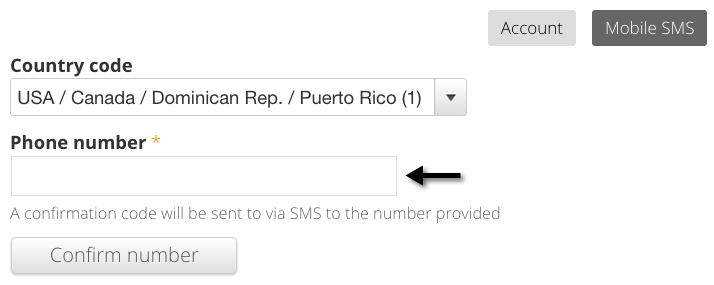 Account Mobile SMS
Country code
USA / Canada / Dominican Rep. / Puerto Rico (1)
Phone number *
A confirmation code will be sent to via SMS to the number provided
Confirm number